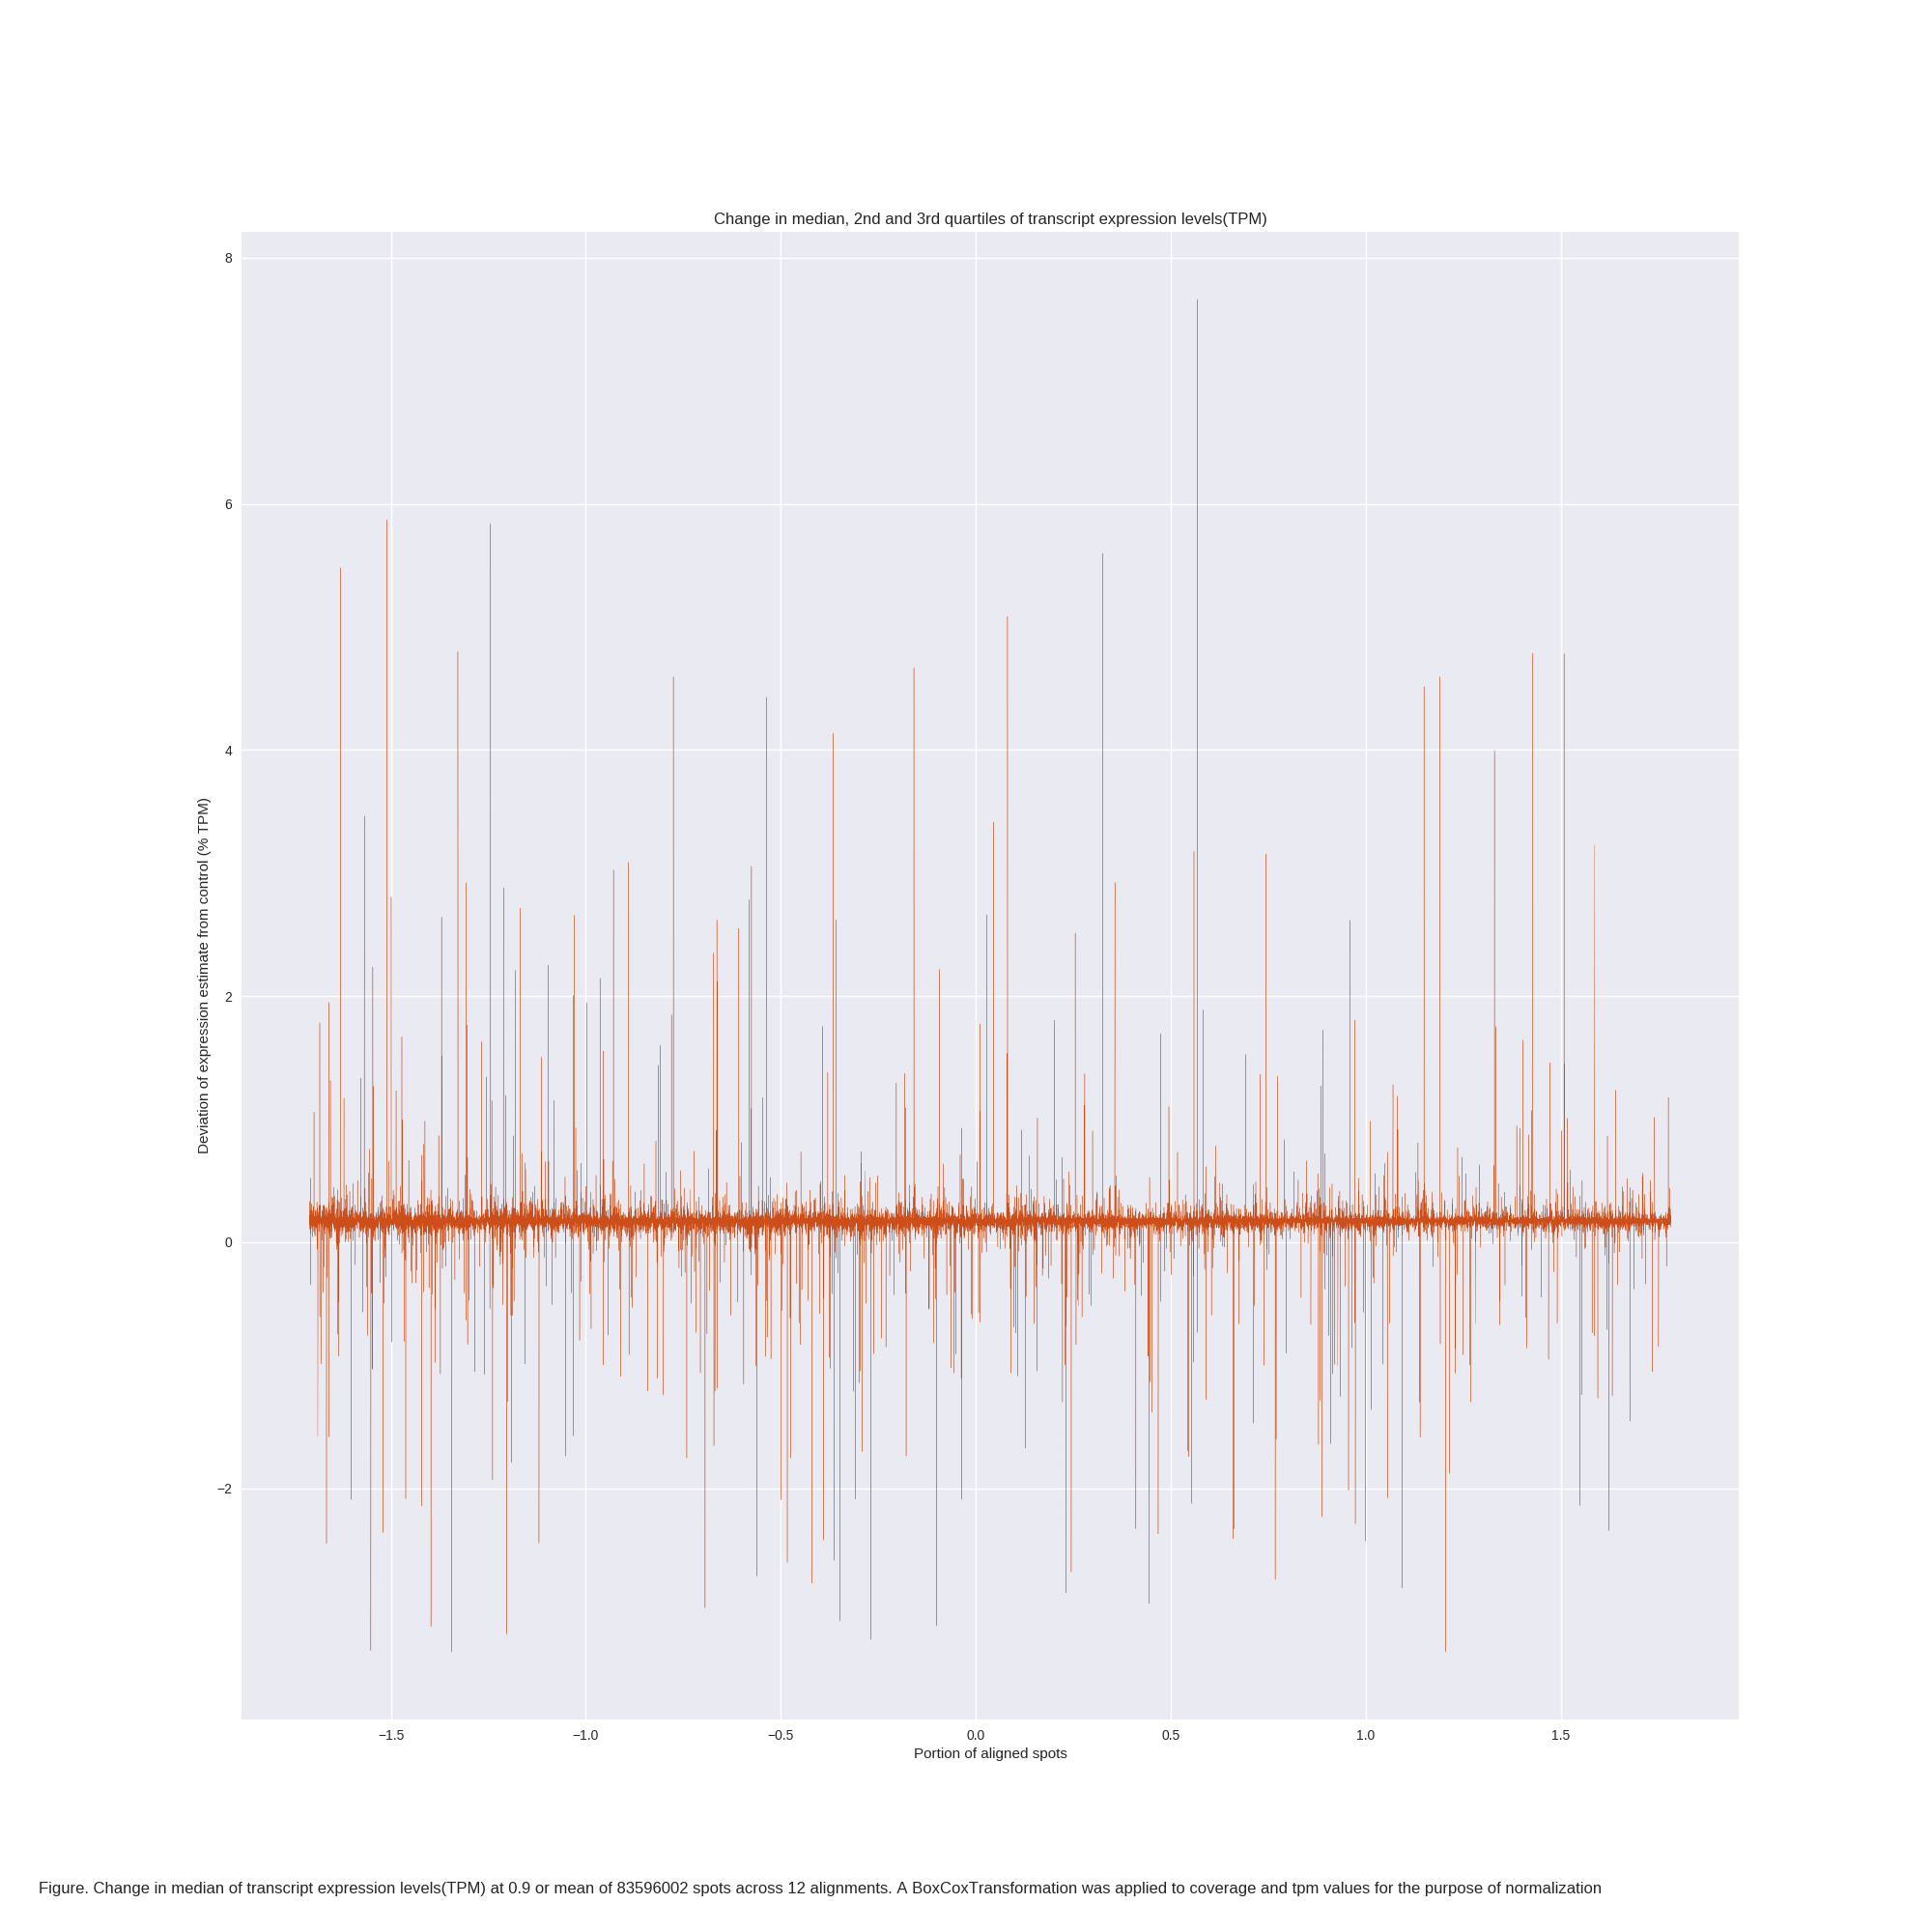 Change in median, 2nd and 3rd quartiles of transcript expression levels(TPM)
8
6
4
2
0
−2
Deviation of expression estimate from control (% TPM)
−1.5 −1.0 −0.5 0.0 0.5 1.0 1.5
Portion of aligned spots
Figure. Change in median of transcript expression levels(TPM) at 0.9 or mean of 83596002 spots across 12 alignments. A BoxCoxTransformation was applied to coverage and tpm values for the purpose of normalization